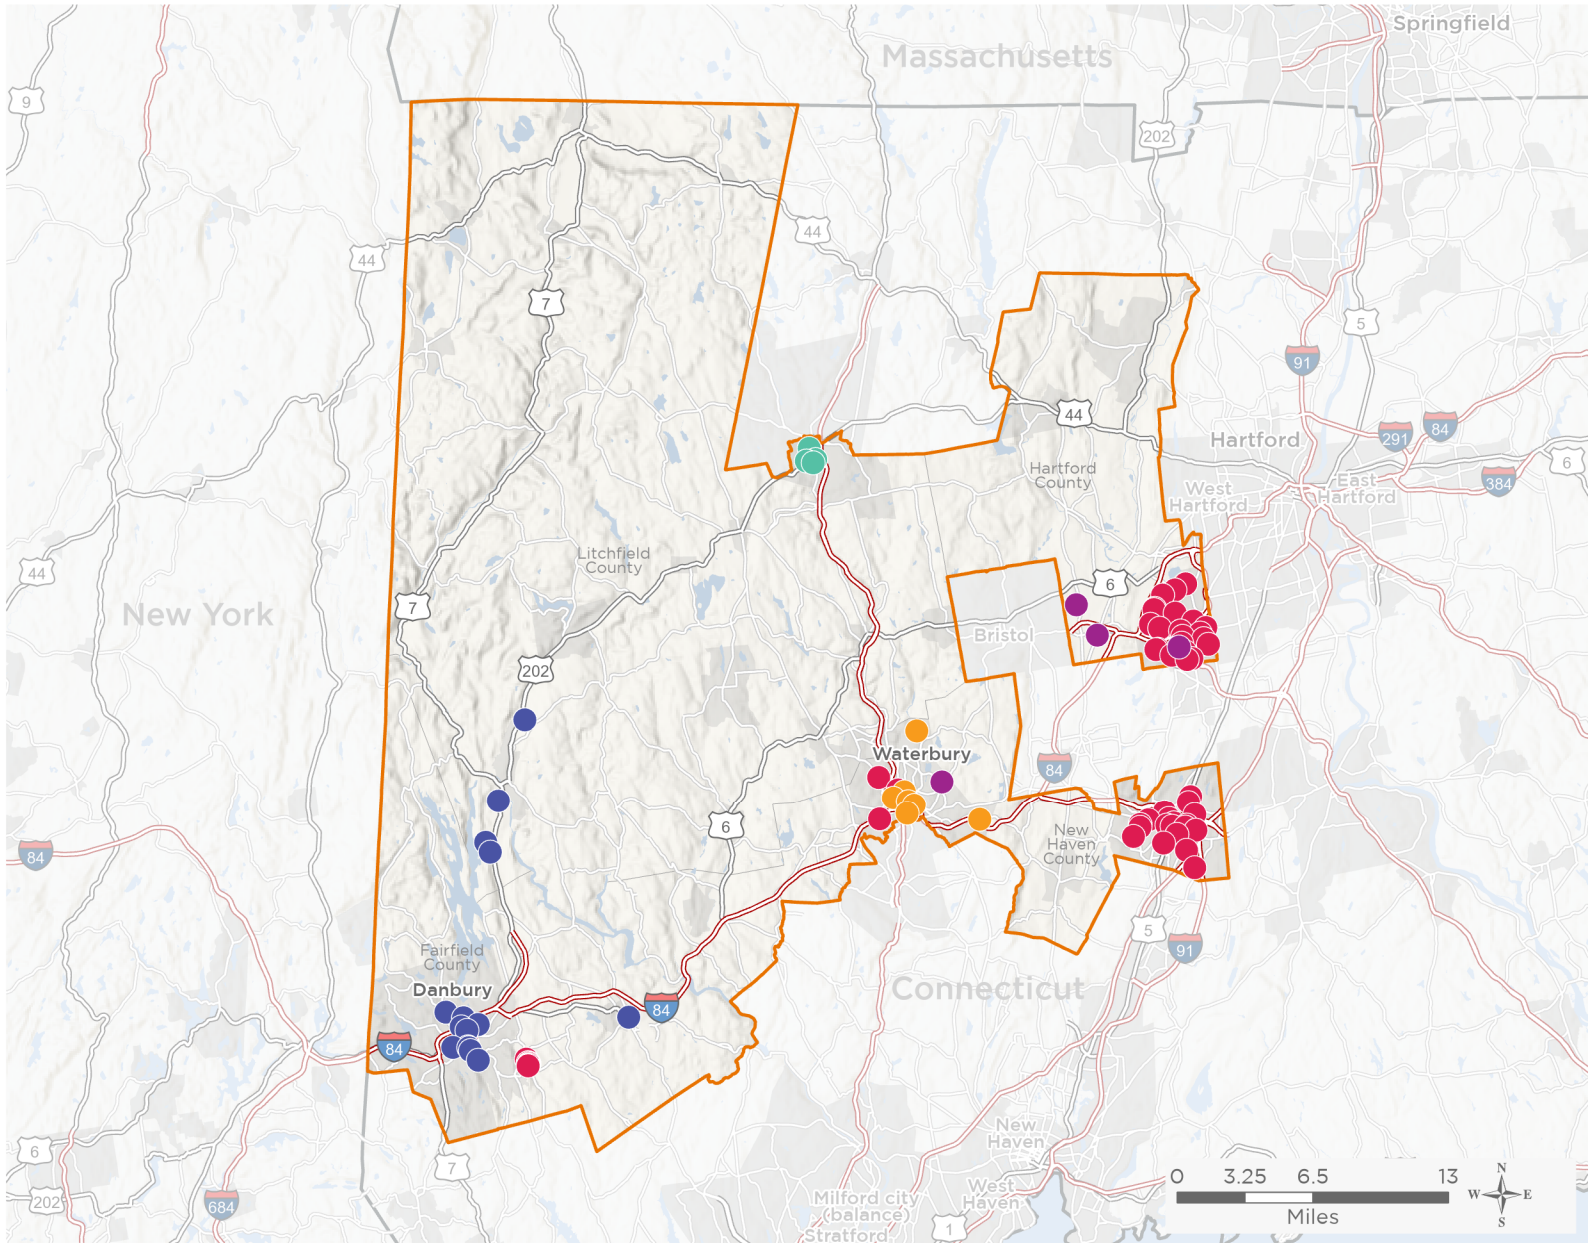 Springfield
Massachusetts
9
202
44
44
7
5
91
44
Hartford
291
84
6
Hartford
County
West
Hartford
East
Hartford
384
Litchfield
County
44
6
7
New York
Bristol
202
Waterbury
84
6
New
Haven
County
84
5
91
Fairfield
County
Danbury
Connecticut
84
84
6
7
New
Haven
202
684
West
Haven
Milford city
(balance)
Stratford
1
0 3.25 6.5 13
Miles
N
W E
S